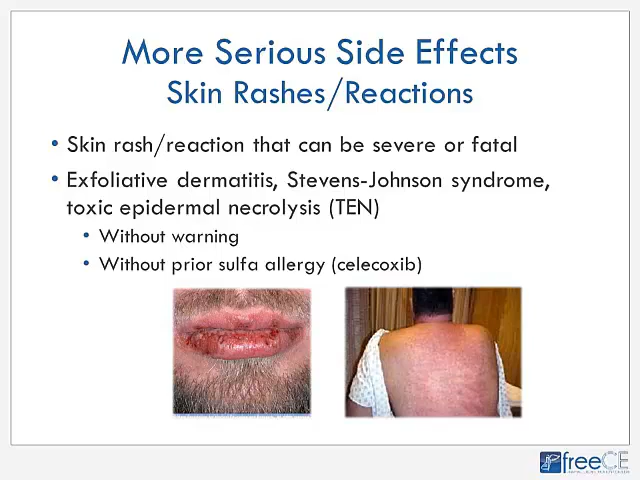 More Serious Side Effects
Skin Rashes/Reactions
• Skin rash/reaction that can be severe or fatal
• Exfoliative dermatitis, Stevens-Johnson syndrome,
toxic epidermal necrolysis (TEN)
• Without warning
• Without prior sulfa allergy (celecoxib)
freeCE